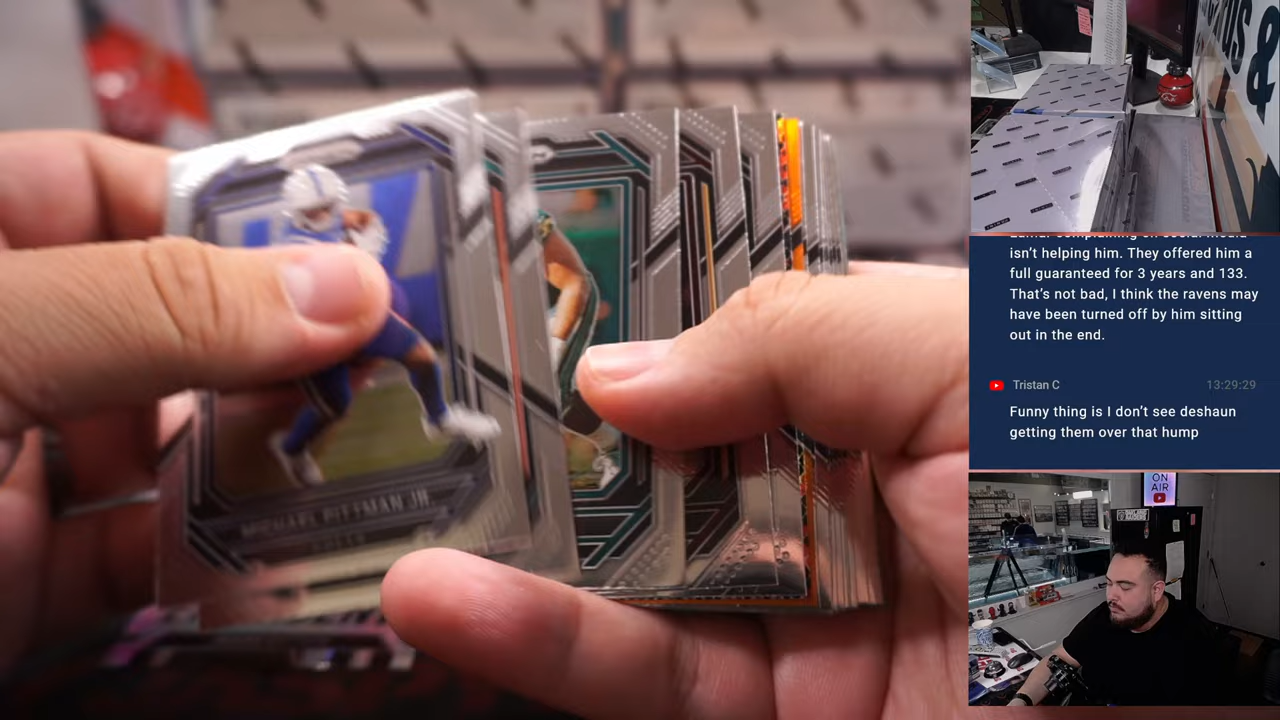 MICHAEL PITTMAN JR.
isn't helping him. They offered him a
full guaranteed for 3 years and 133.
That's not bad, I think the ravens may
have been turned off by him sitting
out in the end.
Tristan C 13:29:29
Funny thing is I don't see deshaun
getting them over that hump
ON
AIR